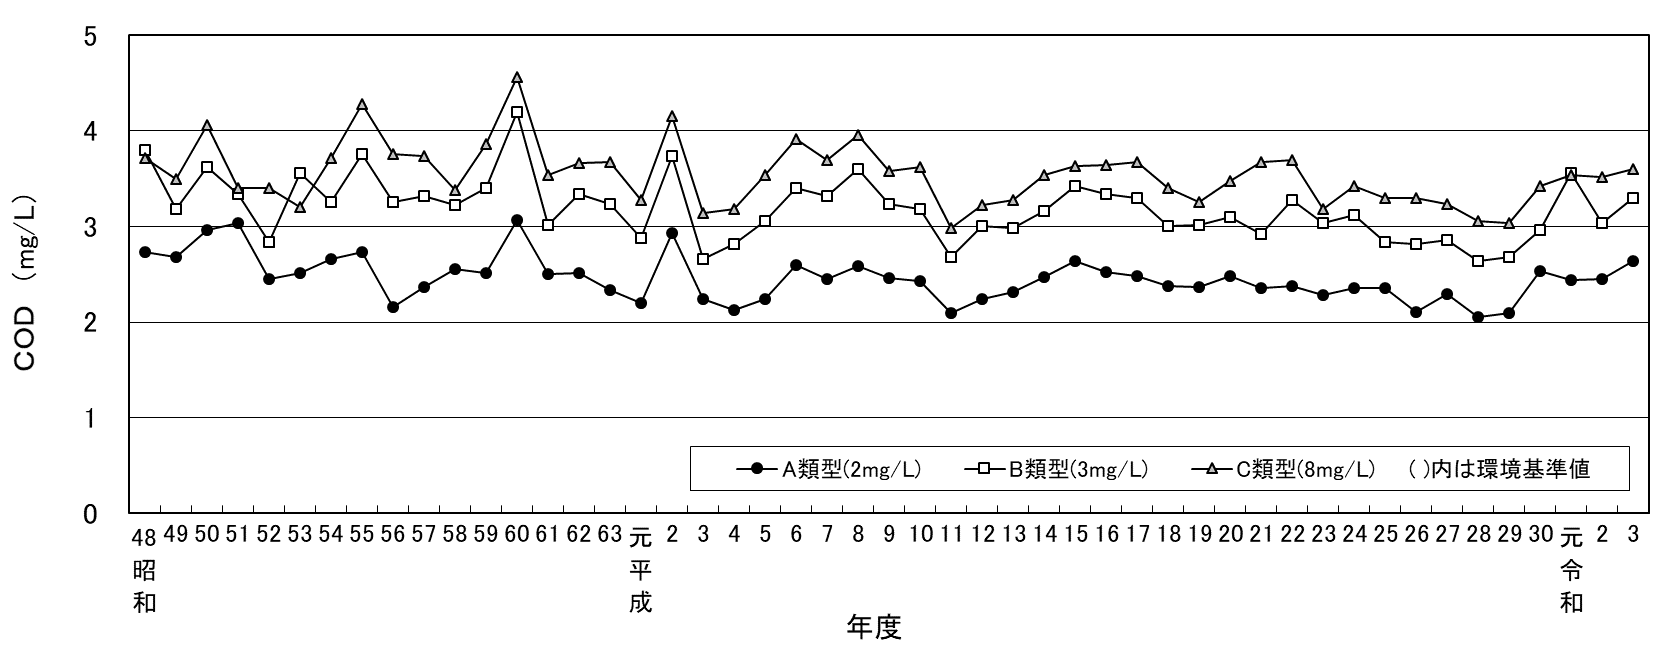 5
4
3
2
1
0
COD (mg/L)
A類型(2mg/L) B類型(3mg/L) C類型(8mg/L) ( )内は環境基準値
48 49 50 51 52 53 54 55 56 57 58 59 60 61 62 63 元 2 3 4 5 6 7 8 9 10 11 12 13 14 15 16 17 18 19 20 21 22 23 24 25 26 27 28 29 30 元 2 3
昭和 平成 令和
年度